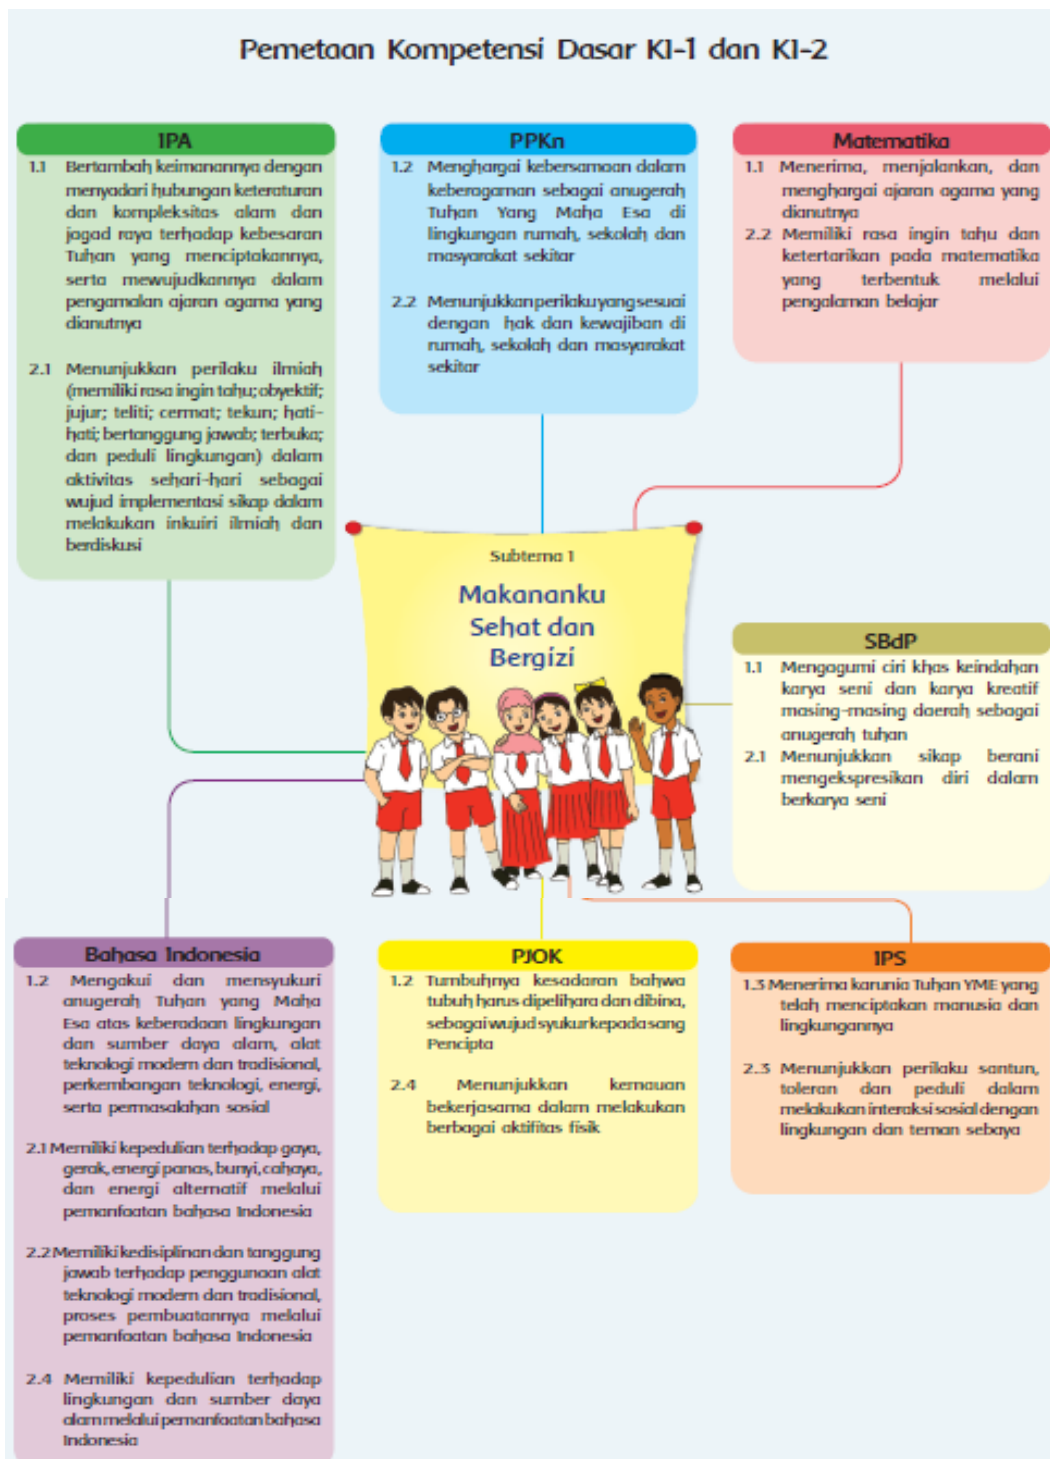 Pemetaan Kompetensi Dasar KI-1 dan KI-2
IPA
1.1 Bertambah keimanannya dengan
menyadari hubungan keteraturan
dan kompleksitas alam dan
jagad raya terhadap kebesaran
Tuhan yang menciptakannya,
serta mewujudkannya dalam
pengamalan ajaran agama yang
dianutnya
2.1 Menunjukkan perilaku ilmiah
(memiliki rasa ingin tahu; obyektif;
jujur; teliti; cermat; tekun; hati-
hati; bertanggung jawab; terbuka;
dan peduli lingkungan) dalam
aktivitas sehari-hari sebagai
wujud implementasi sikap dalam
melakukan inkuiri ilmiah dan
berdiskusi
PPKn
1.2 Menghargai kebersamaan dalam
keberagaman sebagai anugerah
Tuhan Yang Maha Esa di
lingkungan rumah, sekolah dan
masyarakat sekitar
2.2 Menunjukkan perilaku yang sesuai
dengan hak dan kewajiban di
rumah, sekolah dan masyarakat
sekitar
Matematika
1.1 Menerima, menjalankan, dan
menghargai ajaran agama yang
dianutnya
2.2 Memiliki rasa ingin tahu dan
ketertarikan pada matematika
yang terbentuk melalui
pengalaman belajar
Subtema 1
Makananku
Sehat dan
Bergizi
SBdP
1.1 Mengagumi ciri khas keindahan
karya seni dan karya kreatif
masing-masing daerah sebagai
anugerah tuhan
2.1 Menunjukkan sikap berani
mengekspresikan diri dalam
berkarya seni
Bahasa Indonesia
1.2 Mengakui dan mensyukuri
anugerah Tuhan yang Maha
Esa atas keberadaan lingkungan
dan sumber daya alam, alat
teknologi modern dan tradisional,
perkembangan teknologi, energi,
serta permasalahan sosial
2.1 Memiliki kepedulian terhadap gaya,
gerak, energi panas, bunyi, cahaya,
dan energi alternatif melalui
pemanfaatan bahasa Indonesia
2.2 Memiliki kedisiplinan dan tanggung
jawab terhadap penggunaan alat
teknologi modern dan tradisional,
proses pembuatannya melalui
pemanfaatan bahasa Indonesia
2.4 Memiliki kepedulian terhadap
lingkungan dan sumber daya
alam melalui pemanfaatan bahasa
Indonesia
PJOK
1.2 Tumbuhnya kesadaran bahwa
tubuh harus dipelihara dan dibina,
sebagai wujud syukur kepada sang
Pencipta
2.4 Menunjukkan kemauan
bekerjasama dalam melakukan
berbagai aktifitas fisik
IPS
1.3 Menerima karunia Tuhan YME yang
telah menciptakan manusia dan
lingkungannya
2.3 Menunjukkan perilaku santun,
toleran dan peduli dalam
melakukan interaksi sosial dengan
lingkungan dan teman sebaya